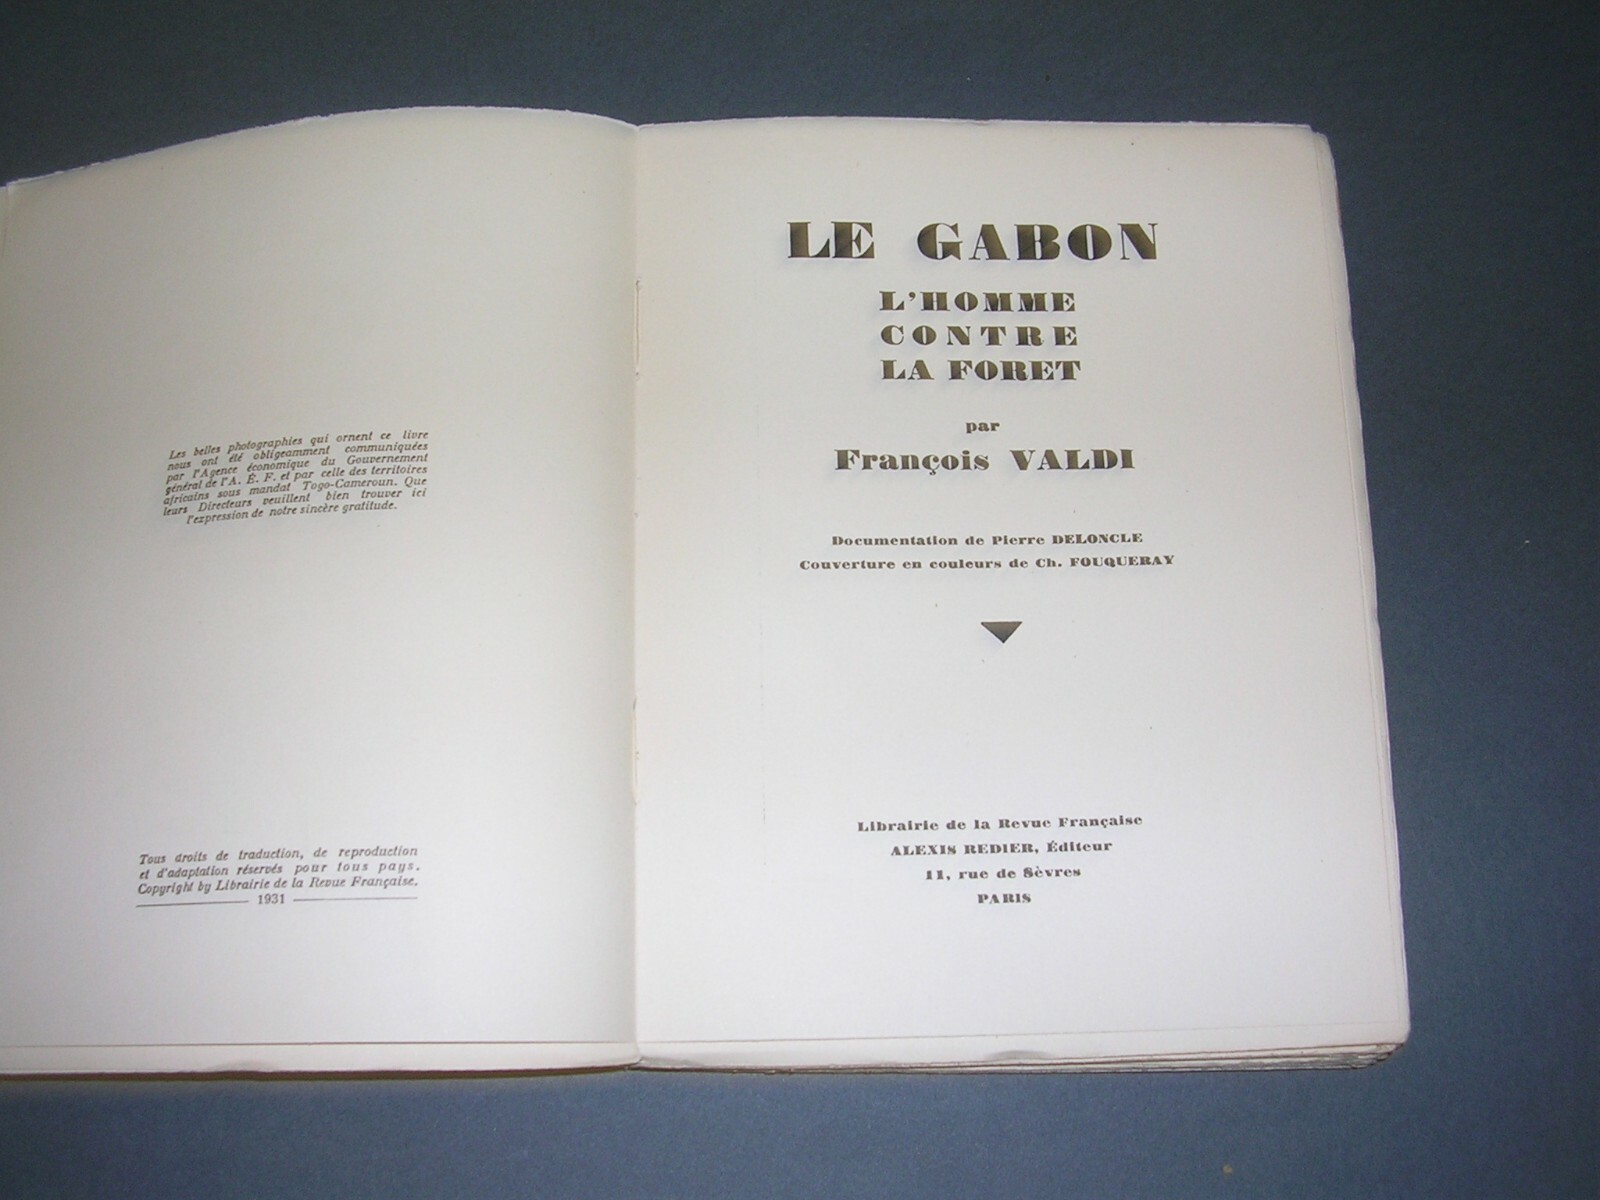 Les belles photographies qui ornent ce livre
nous ont été obligeamment communiquées
par l'Agence économique du Gouvernement
général de l'A. É. F. et par celle des territoires
africains sous mandat Togo-Cameroun. Que
leurs Directeurs veuillent bien trouver ici
l'expression de notre sincère gratitude.
Tous droits de traduction, de reproduction
et d'adaptation réservés pour tous pays.
Copyright by Librairie de la Revue Française.
1931
LE GABON
L'HOMME
CONTRE
LA FORET
par
François VALDI
Documentation de Pierre DELONCLE
Couverture en couleurs de Ch. FOUQUERAY
Librairie de la Revue Française
ALEXIS REDIER, Éditeur
11, rue de Sèvres
PARIS